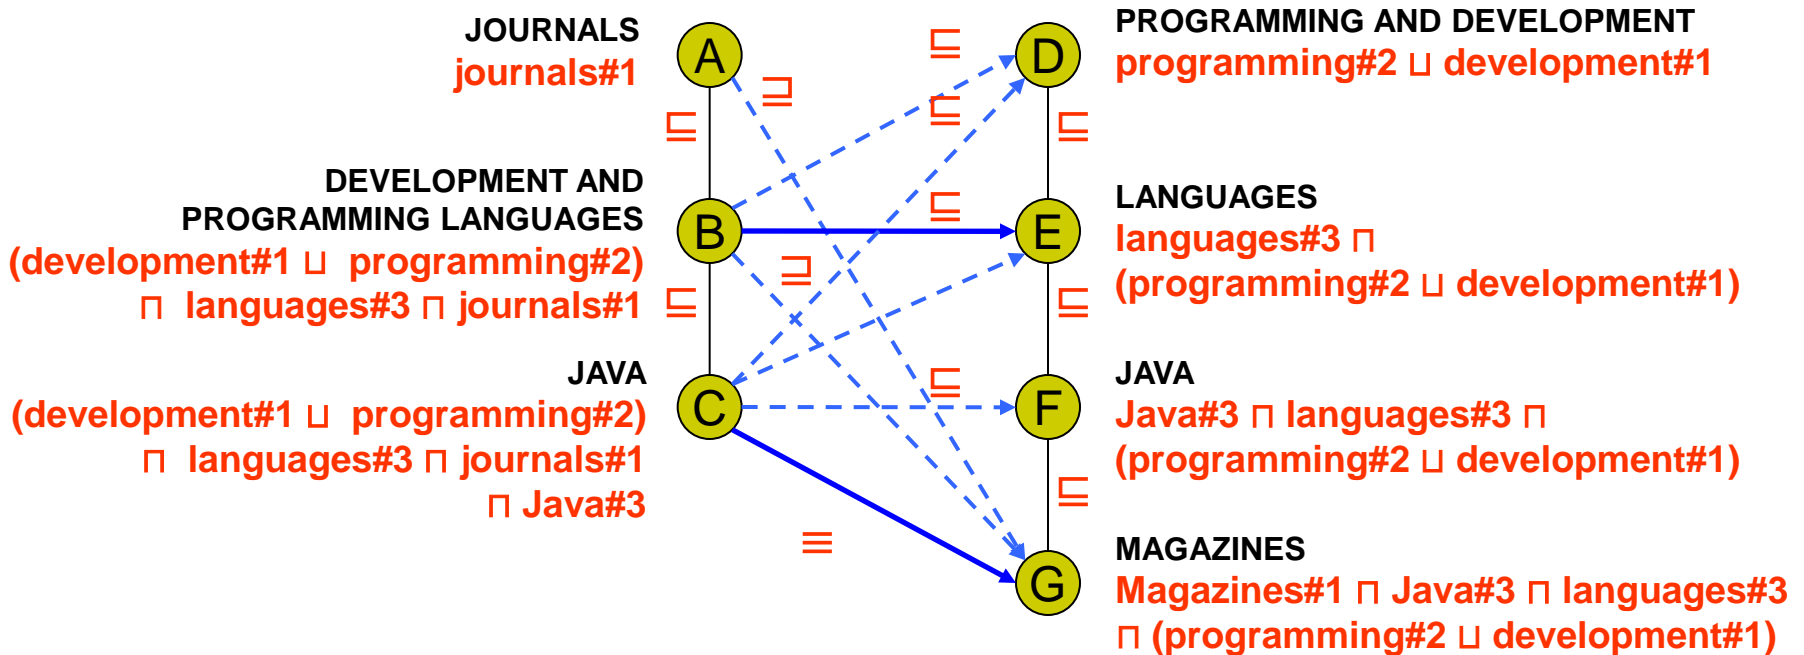 JOURNALS
journals#1
A
⊑
DEVELOPMENT AND
PROGRAMMING LANGUAGES
(development#1 ⊔ programming#2)
⊓ languages#3 ⊓ journals#1
B
⊑
JAVA
(development#1 ⊔ programming#2)
⊓ languages#3 ⊓ journals#1
⊓ Java#3
C
⊑
⊒
⊑
⊑
⊒
⊑
≡
D
PROGRAMMING AND DEVELOPMENT
programming#2 ⊔ development#1
⊑
E
LANGUAGES
languages#3 ⊓
(programming#2 ⊔ development#1)
⊑
F
JAVA
Java#3 ⊓ languages#3 ⊓
(programming#2 ⊔ development#1)
⊑
G
MAGAZINES
Magazines#1 ⊓ Java#3 ⊓ languages#3
⊓ (programming#2 ⊔ development#1)